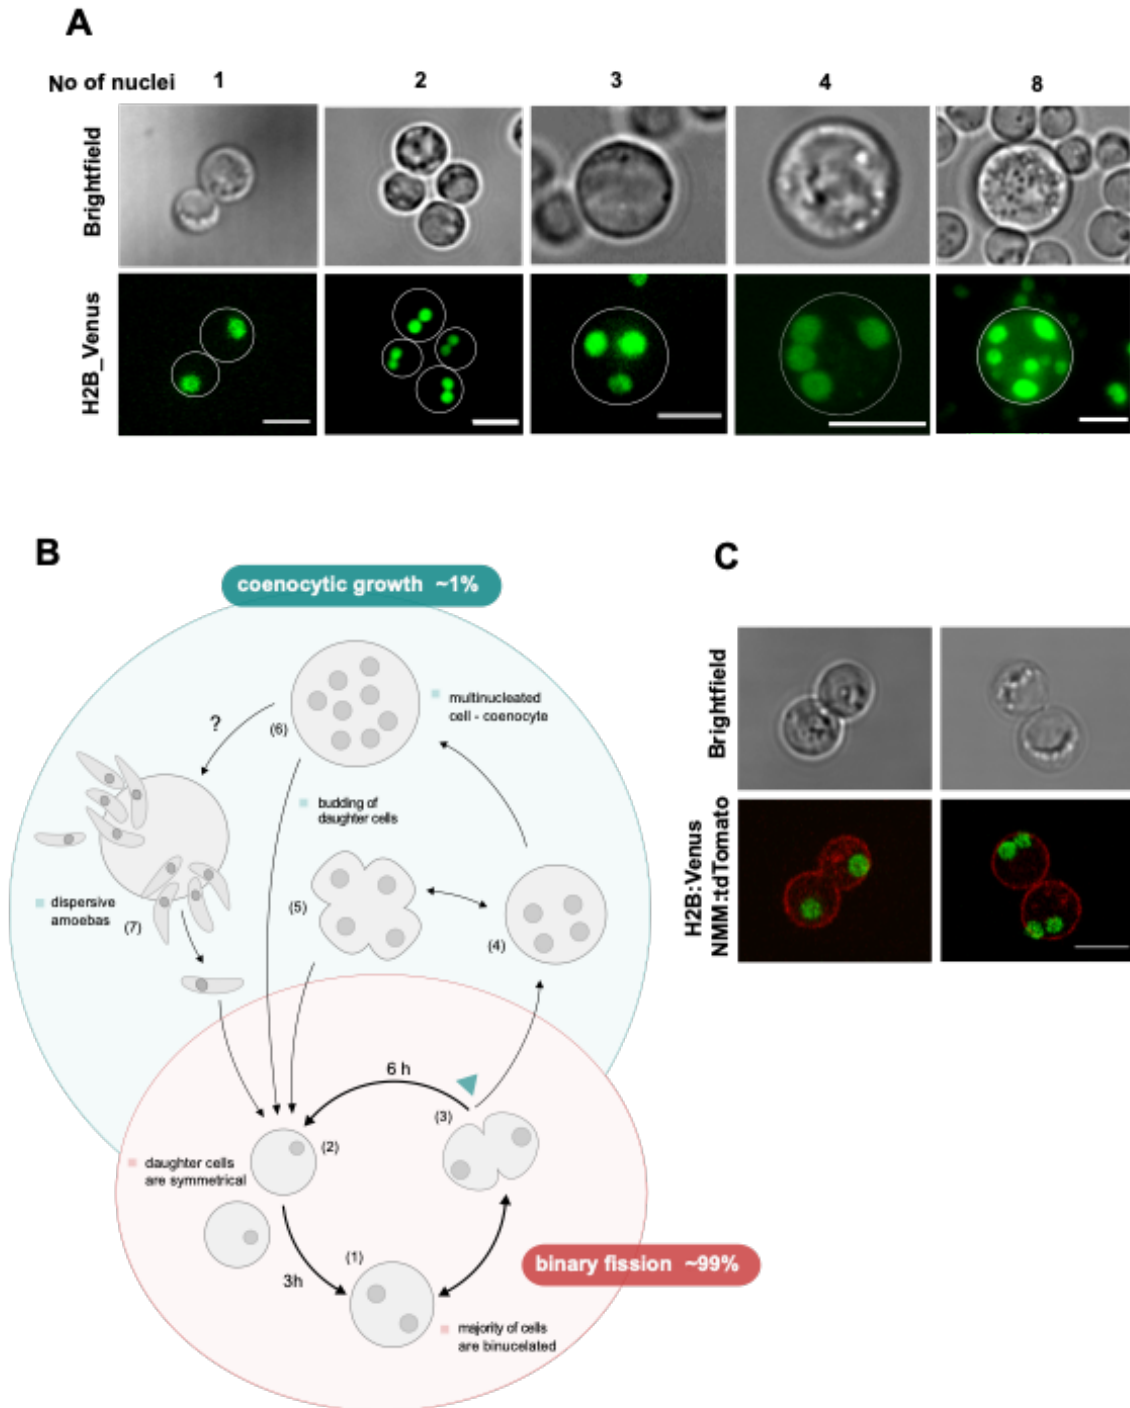 A
No of nuclei 1 2 3 4 8
Brightfield
H2B_Venus
B
coenocytic growth ~1%
multinucleated
cell - coenocyte
?
(6)
budding of
daughter cells
dispersive
amoebas
(7)
(5)
(4)
6 h
(3)
(2)
daughter cells
are symmetrical
(1)
3h
binary fission ~99%
majority of cells
are binucelated
C
Brightfield
H2B:Venus
NMM:tdTomato